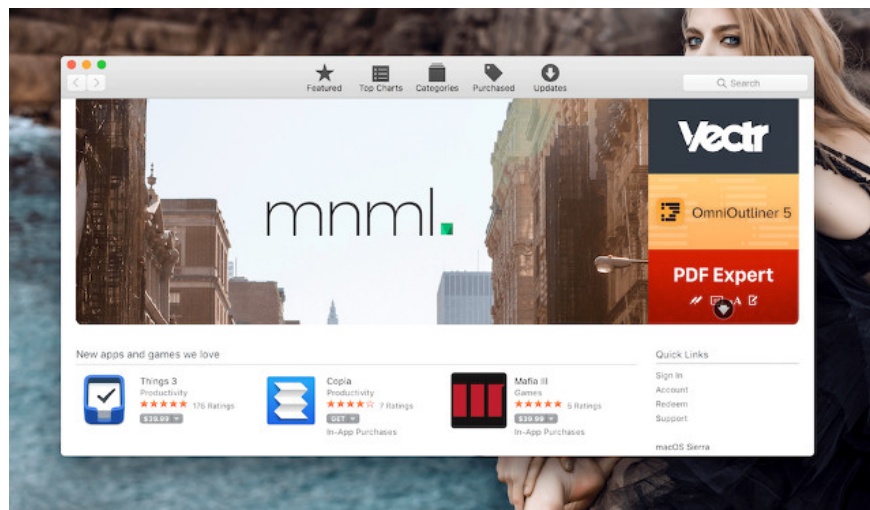 Featured
Top Charts
Categories
Purchased
Updates
Search
mnml.
Vectr
OmniOutliner 5
PDF Expert
A
New apps and games we love
Things 3
Productivity
176 Ratings
$39.99
Copia
Productivity
7 Ratings
GET
In-App Purchases
Mafia III
Games
5 Ratings
$39.99
In-App Purchases
Quick Links
Sign In
Account
Redeem
Support
macOS Sierra